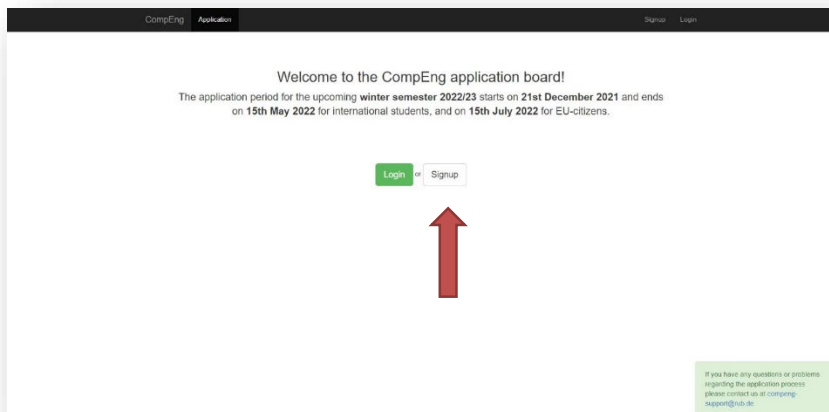 CompEng Application Signup Login
Welcome to the CompEng application board!
The application period for the upcoming winter semester 2022/23 starts on 21st December 2021 and ends
on 15th May 2022 for international students, and on 15th July 2022 for EU-citizens.
Login or Signup
If you have any questions or problems
regarding the application process
please contact us at compeng-
support@rub.de